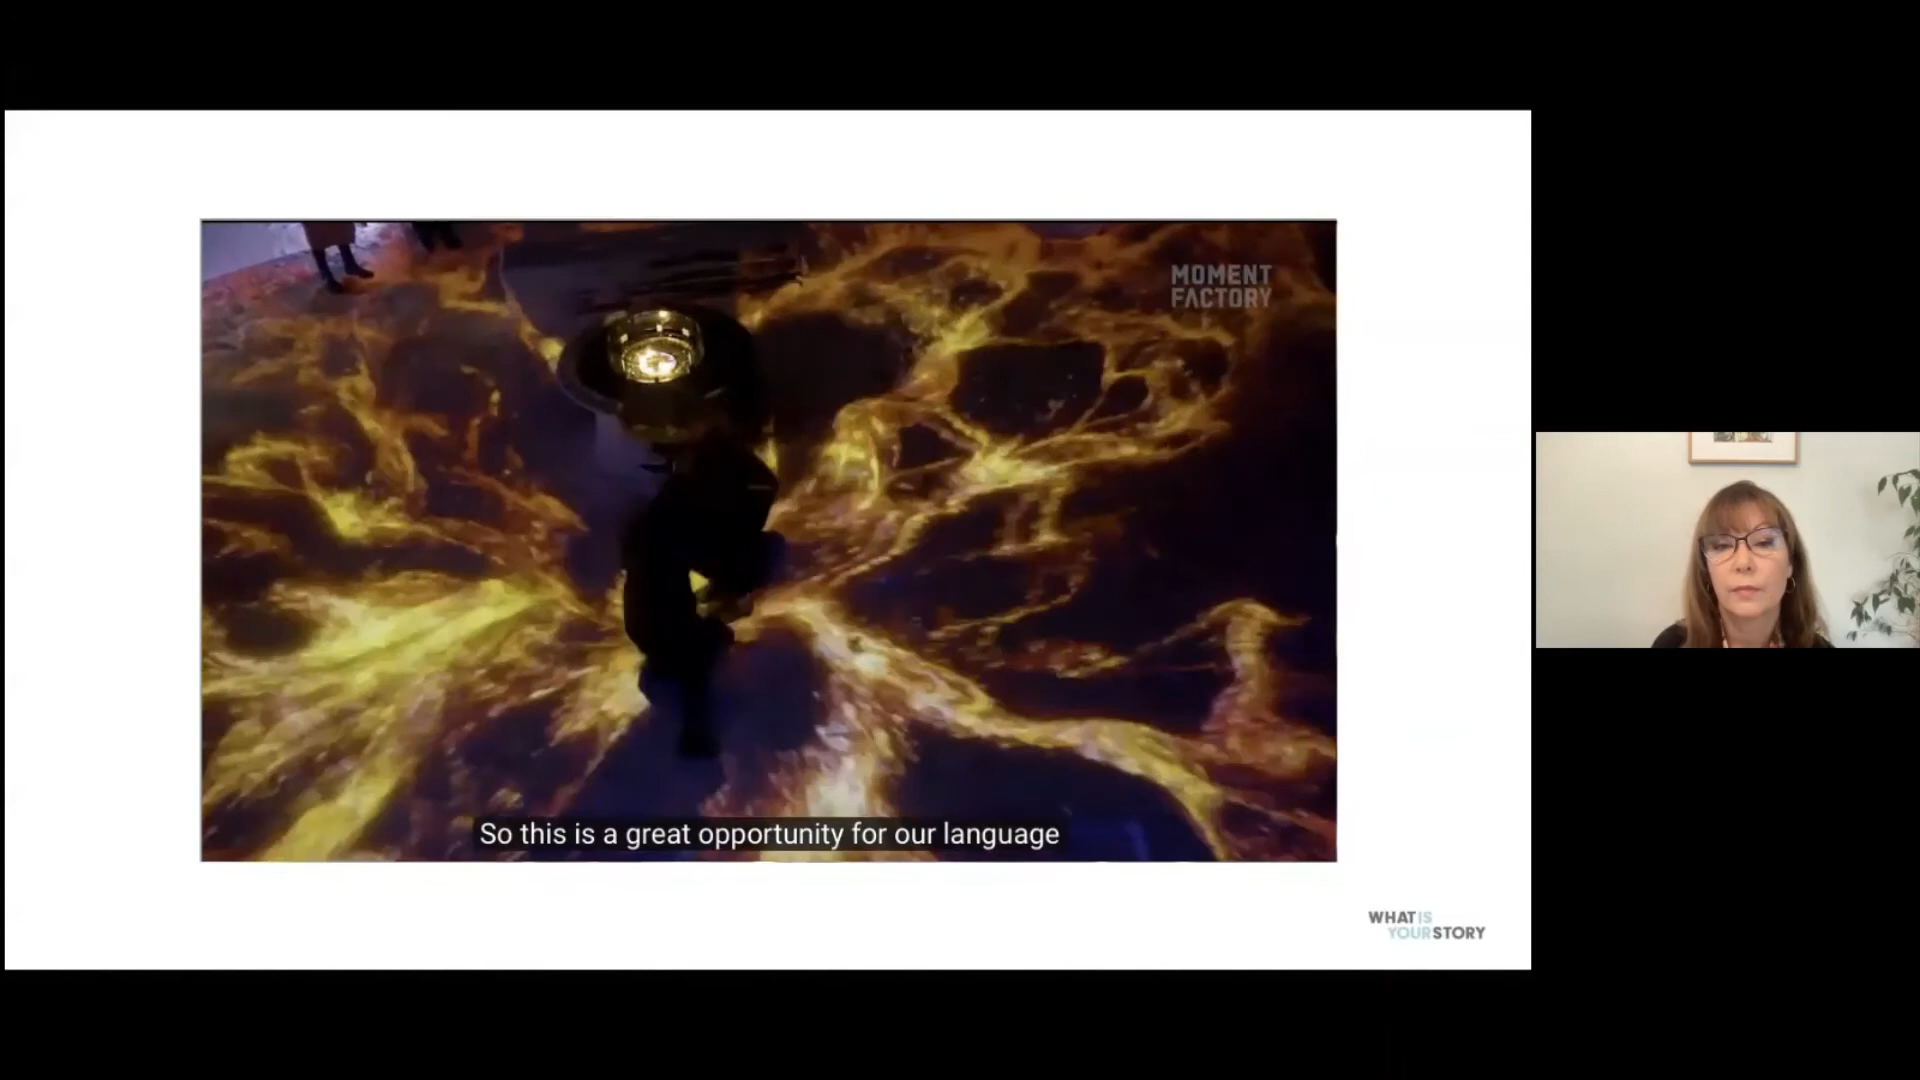 MOMENT
FACTORY
So this is a great opportunity for our language
WHAT IS
YOUR STORY